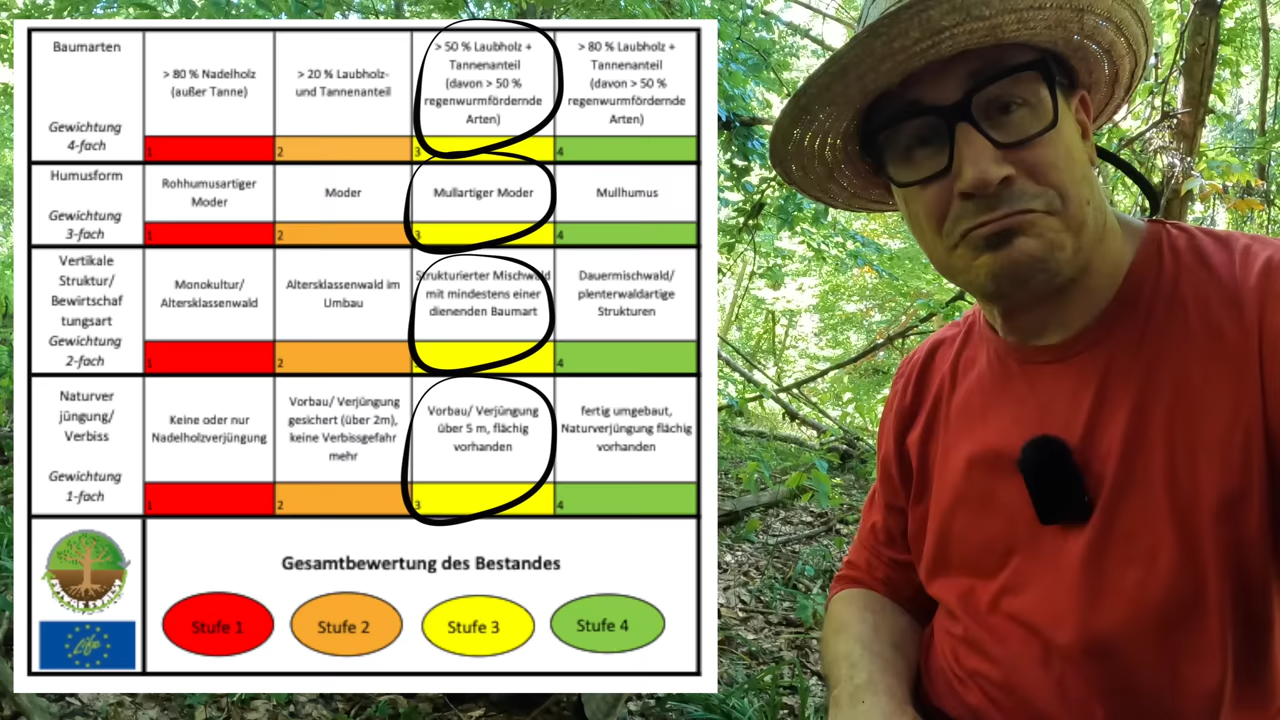 Baumarten
Gewichtung
4-fach
> 80 % Nadelholz
(außer Tanne)
> 20 % Laubholz-
und Tannenanteil
> 50 % Laubholz +
Tannenanteil
(davon > 50 %
regenwurmfördernde
Arten)
> 80 % Laubholz +
Tannenanteil
(davon > 50 %
regenwurmfördernde
Arten)
1
2
3
4
Humusform
Gewichtung
3-fach
Rohhumusartiger
Moder
Moder
Mullartiger Moder
Mullhumus
1
2
3
4
Vertikale
Struktur/
Bewirtschaf
tungsart
Gewichtung
2-fach
Monokultur/
Altersklassenwald
Altersklassenwald im
Umbau
Strukturierter Mischwald
mit mindestens einer
dienenden Baumart
Dauermischwald/
plenterwaldartige
Strukturen
1
2
4
Naturver
jüngung/
Verbiss
Gewichtung
1-fach
Keine oder nur
Nadelholzverjüngung
Vorbau/ Verjüngung
gesichert (über 2m),
keine Verbissgefahr
mehr
Vorbau/ Verjüngung
über 5 m, flächig
vorhanden
fertig umgebaut,
Naturverjüngung flächig
vorhanden
1
2
3
4
Gesamtbewertung des Bestandes
Stufe 1
Stufe 2
Stufe 3
Stufe 4
Life